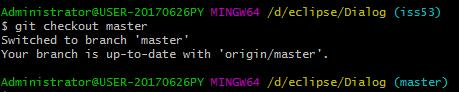 Administrator@USER-20170626PY MINGW64 /d/eclipse/Dialog (iss53)
$ git checkout master
Switched to branch 'master'
Your branch is up-to-date with 'origin/master'.
Administrator@USER-20170626PY MINGW64 /d/eclipse/Dialog (master)